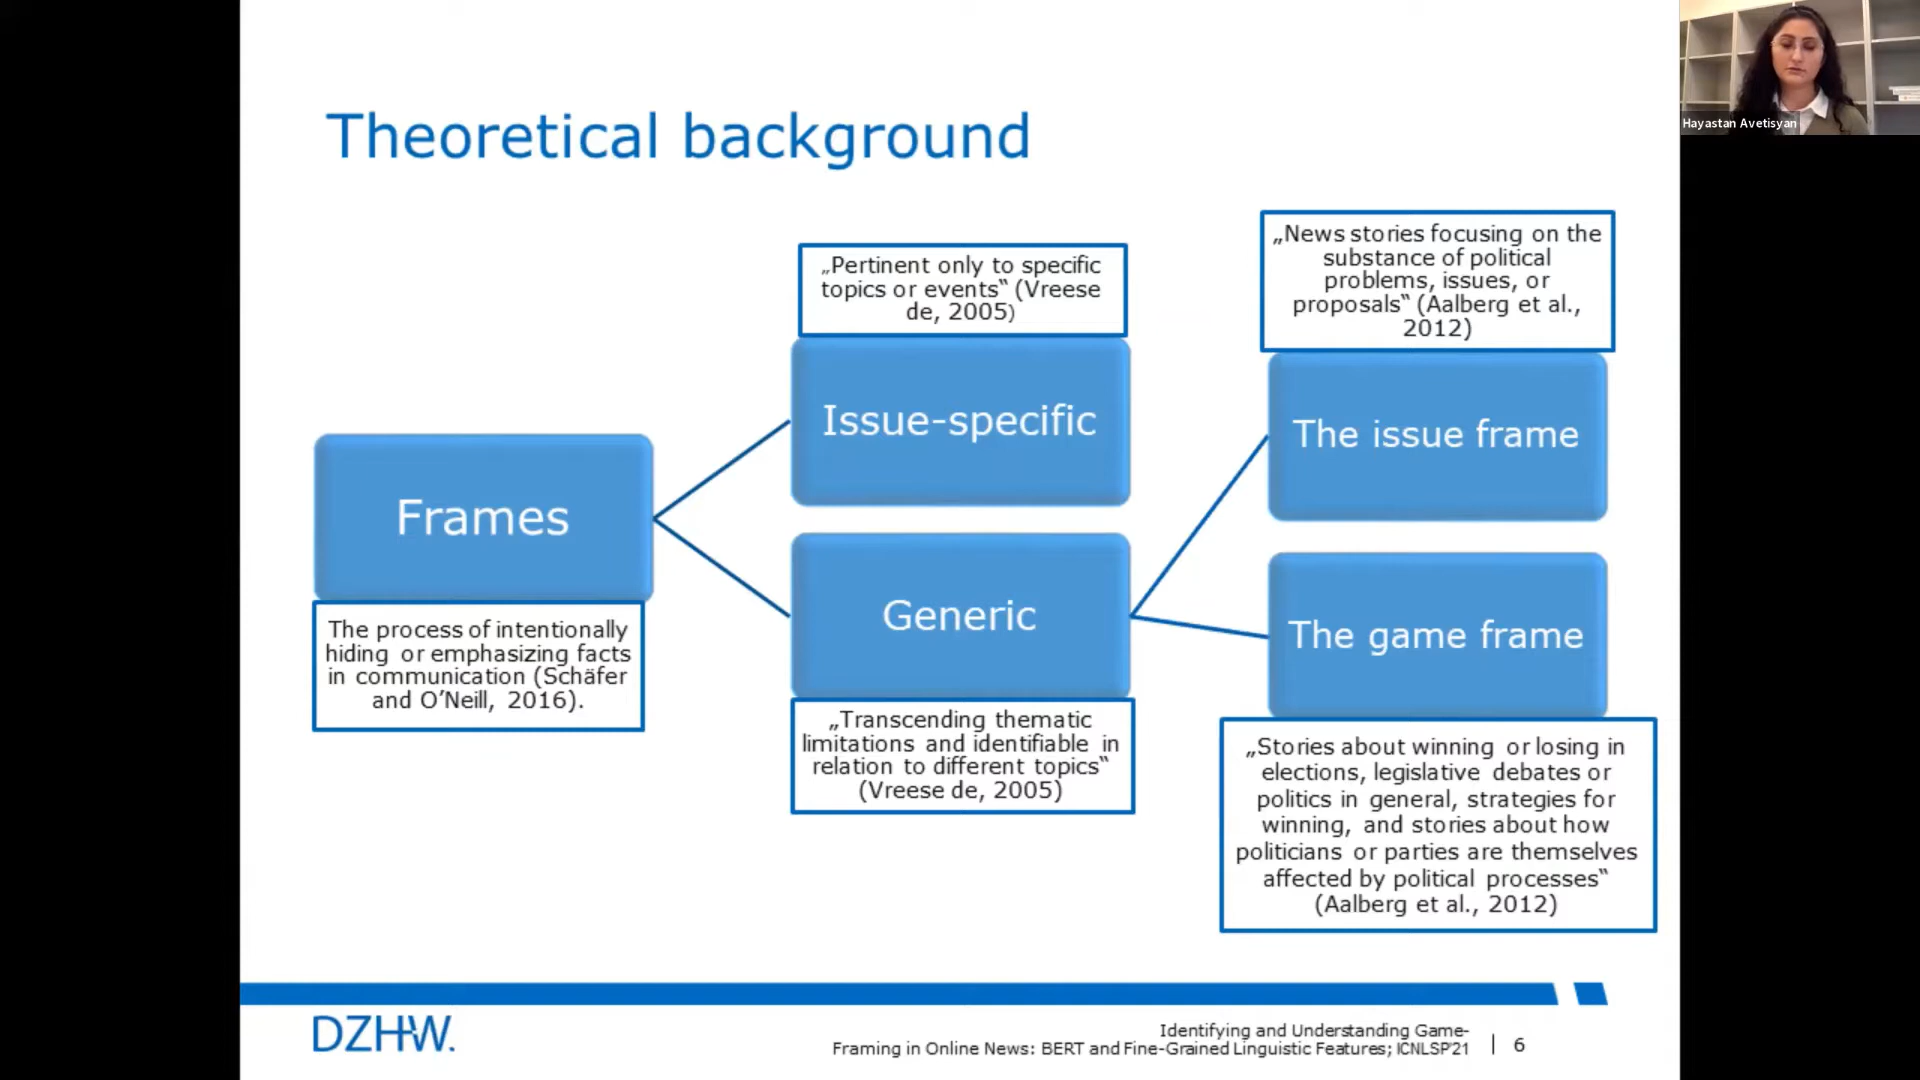 Theoretical background
Hayastan Avetisyan
„News stories focusing on the
substance of political
problems, issues, or
proposals‟ (Aalberg et al.,
2012)
„Pertinent only to specific
topics or events‟ (Vreese
de, 2005)
Issue-specific
The issue frame
Frames
Generic
The game frame
The process of intentionally
hiding or emphasizing facts
in communication (Schäfer
and O’Neill, 2016).
„Transcending thematic
limitations and identifiable in
relation to different topics‟
(Vreese de, 2005)
„Stories about winning or losing in
elections, legislative debates or
politics in general, strategies for
winning, and stories about how
politicians or parties are themselves
affected by political processes‟
(Aalberg et al., 2012)
DZHW.
Identifying and Understanding Game-
Framing in Online News: BERT and Fine-Grained Linguistic Features; ICNLSP'21 | 6